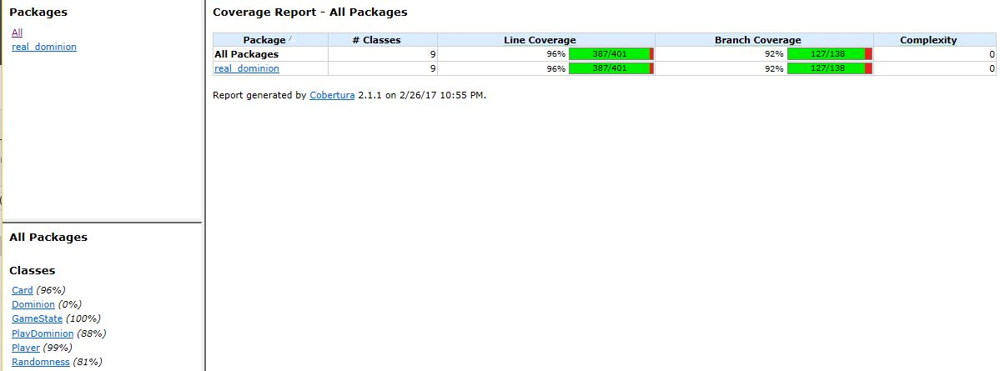 Packages
All
real_dominion
All Packages
Classes
Card (96%)
Dominion (0%)
GameState (100%)
PlayDominion (88%)
Player (99%)
Randomness (81%)
Coverage Report - All Packages
Package # Classes Line Coverage Branch Coverage Complexity
All Packages 9 96% 387/401 92% 127/138 0
real_dominion 9 96% 387/401 92% 127/138 0
Report generated by Cobertura 2.1.1 on 2/26/17 10:55 PM.